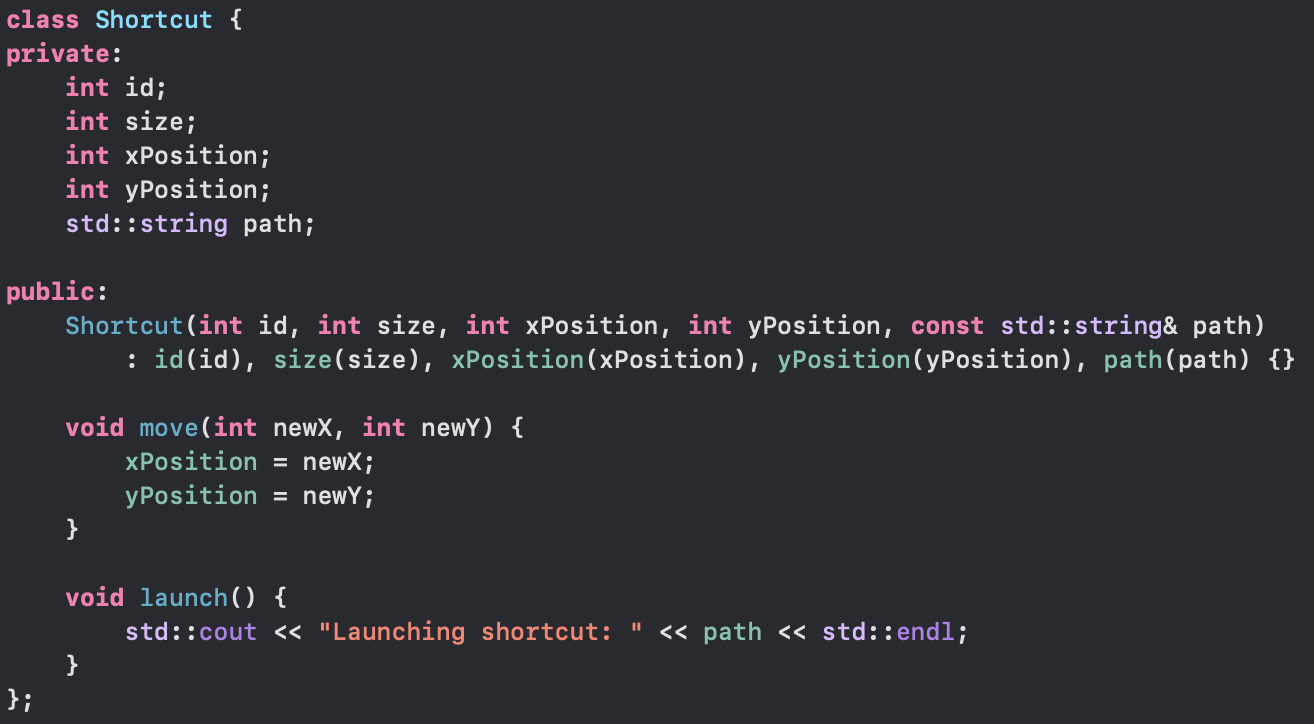 class Shortcut {
private:
    int id;
    int size;
    int xPosition;
    int yPosition;
    std::string path;

public:
    Shortcut(int id, int size, int xPosition, int yPosition, const std::string& path)
        : id(id), size(size), xPosition(xPosition), yPosition(yPosition), path(path) {}

    void move(int newX, int newY) {
        xPosition = newX;
        yPosition = newY;
    }

    void launch() {
        std::cout << "Launching shortcut: " << path << std::endl;
    }
};